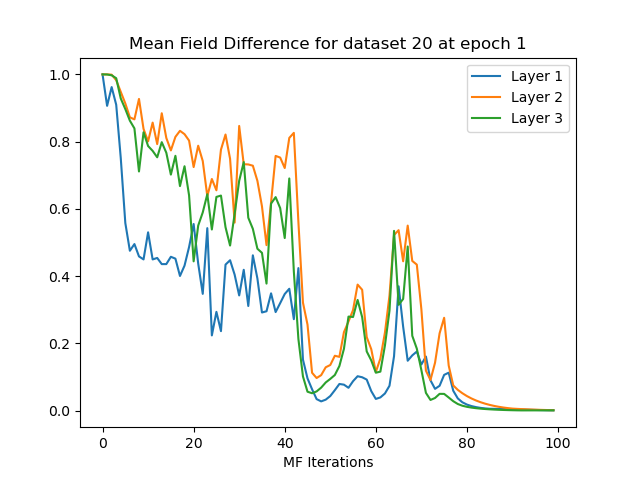 Mean Field Difference for dataset 20 at epoch 1
1.0
0.8
0.6
0.4
0.2
0.0
Layer 1
Layer 2
Layer 3
0 20 40 60 80 100
MF Iterations